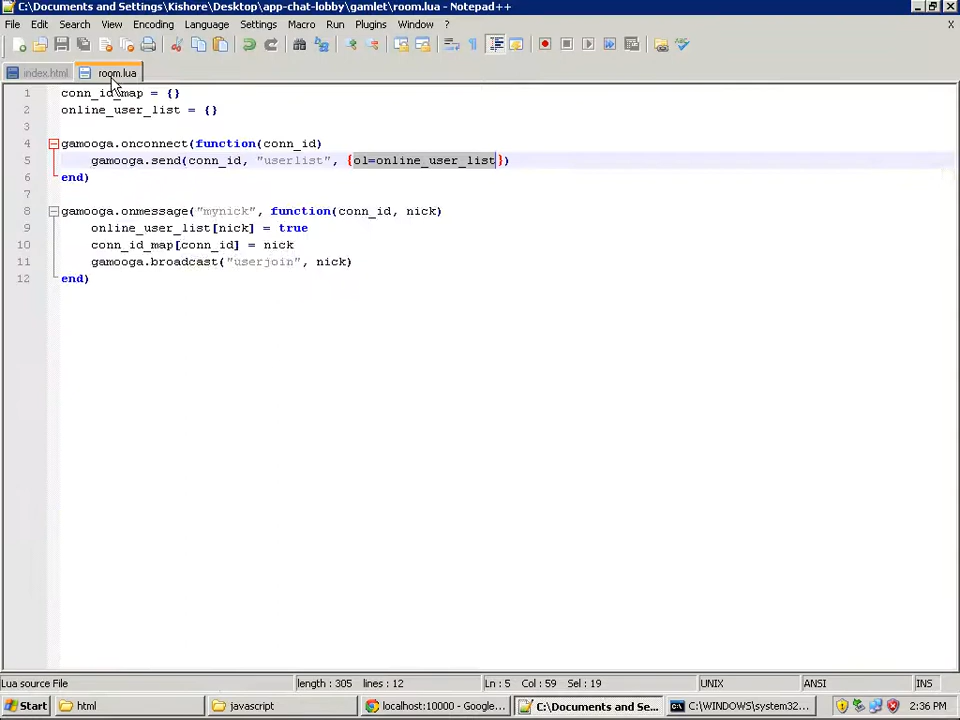 C:\Documents and Settings\Kishore\Desktop\app-chat-lobby\gamlet\room.lua - Notepad++
File Edit Search View Encoding Language Settings Macro Run Plugins Window ? X
index.html room.lua
1 conn_id_map = {}
2 online_user_list = {}
3
4 gamooga.onconnect(function(conn_id)
5 gamooga.send(conn_id, "userlist", {ol=online_user_list})
6 end)
7
8 gamooga.onmessage("mynick", function(conn_id, nick)
9 online_user_list[nick] = true
10 conn_id_map[conn_id] = nick
11 gamooga.broadcast("userjoin", nick)
12 end)
Lua source File length : 305 lines : 12 Ln : 5 Col : 59 Sel : 19 UNIX ANSI INS
Start html javascript localhost:10000 - Google... C:\Documents and Se... C:\WINDOWS\system32... 2:36 PM